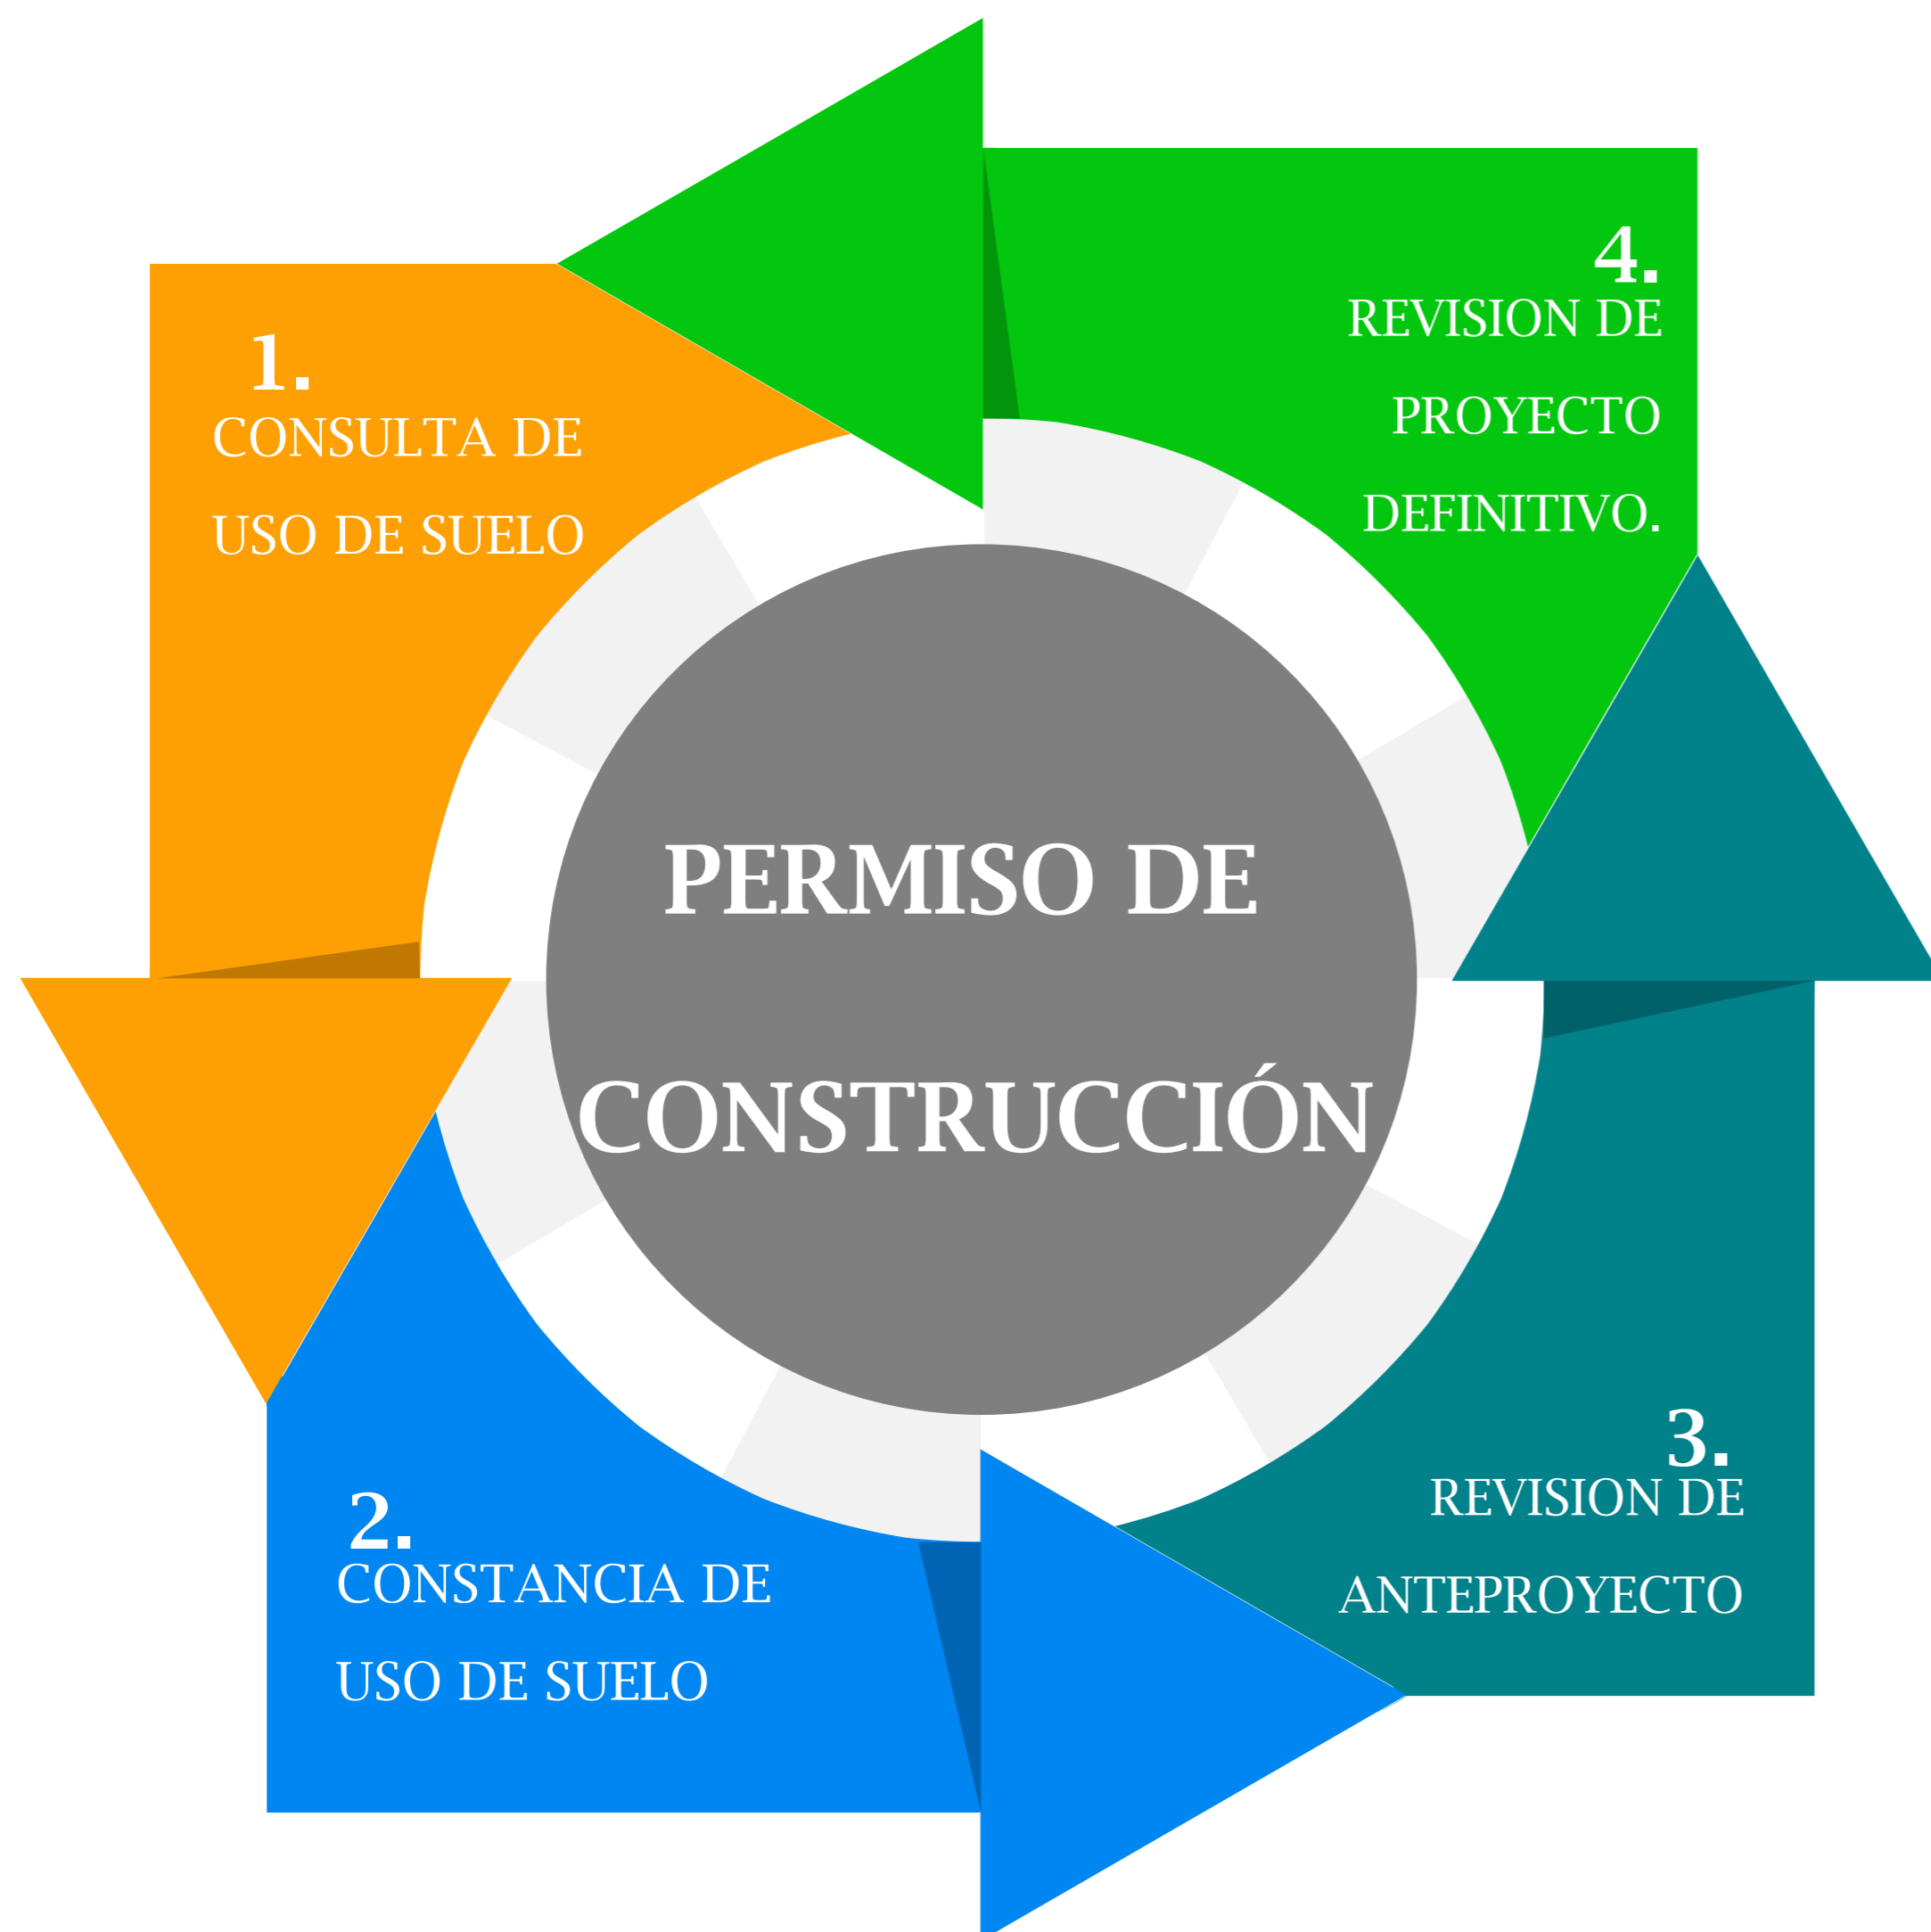 1.
CONSULTA DE
USO DE SUELO
2.
CONSTANCIA DE
USO DE SUELO
3.
REVISION DE
ANTEPROYECTO
4.
REVISION DE
PROYECTO
DEFINITIVO.
PERMISO DE
CONSTRUCCIÓN